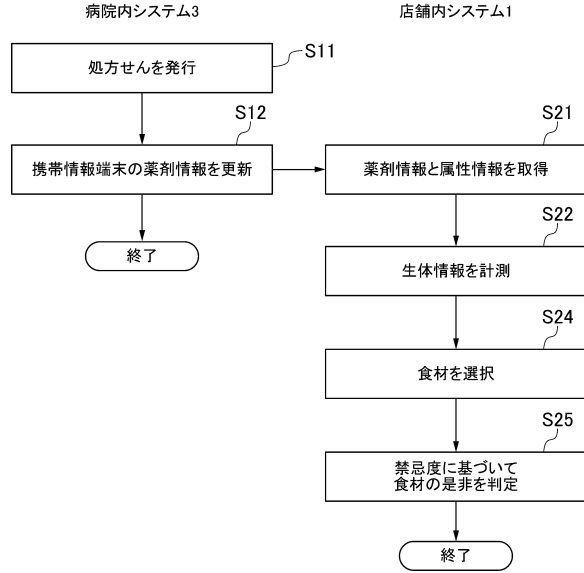 病院内システム3
店舗内システム1
S11
処方せんを発行
S12
携帯情報端末の薬剤情報を更新
終了
S21
薬剤情報と属性情報を取得
S22
生体情報を計測
S24
食材を選択
S25
禁忌度に基づいて
食材の是非を判定
終了